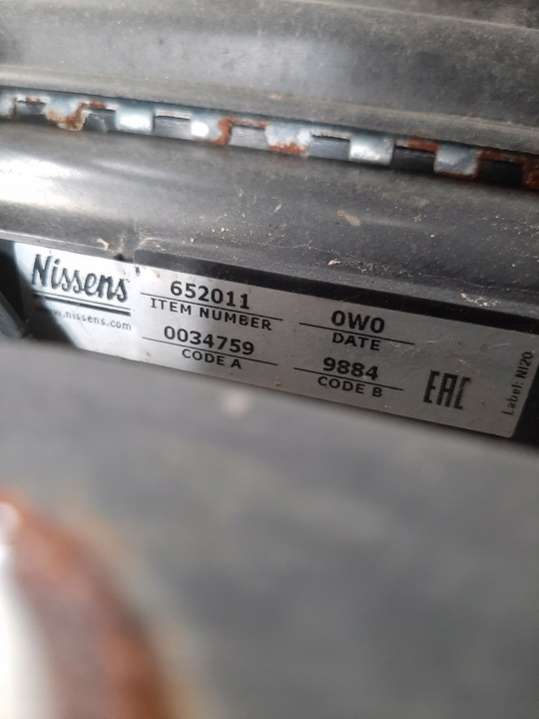 Nissens
www.nissens.com
652011
ITEM NUMBER
0W0
DATE
0034759
CODE A
9884
CODE B
EAC
Label: NI20